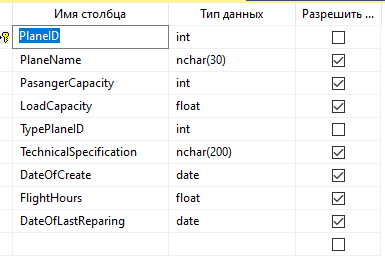 Имя столбца Тип данных Разрешить ...
PlaneID int
PlaneName nchar(30)
PasangerCapacity int
LoadCapacity float
TypePlaneID int
TechnicalSpecification nchar(200)
DateOfCreate date
FlightHours float
DateOfLastReparing date